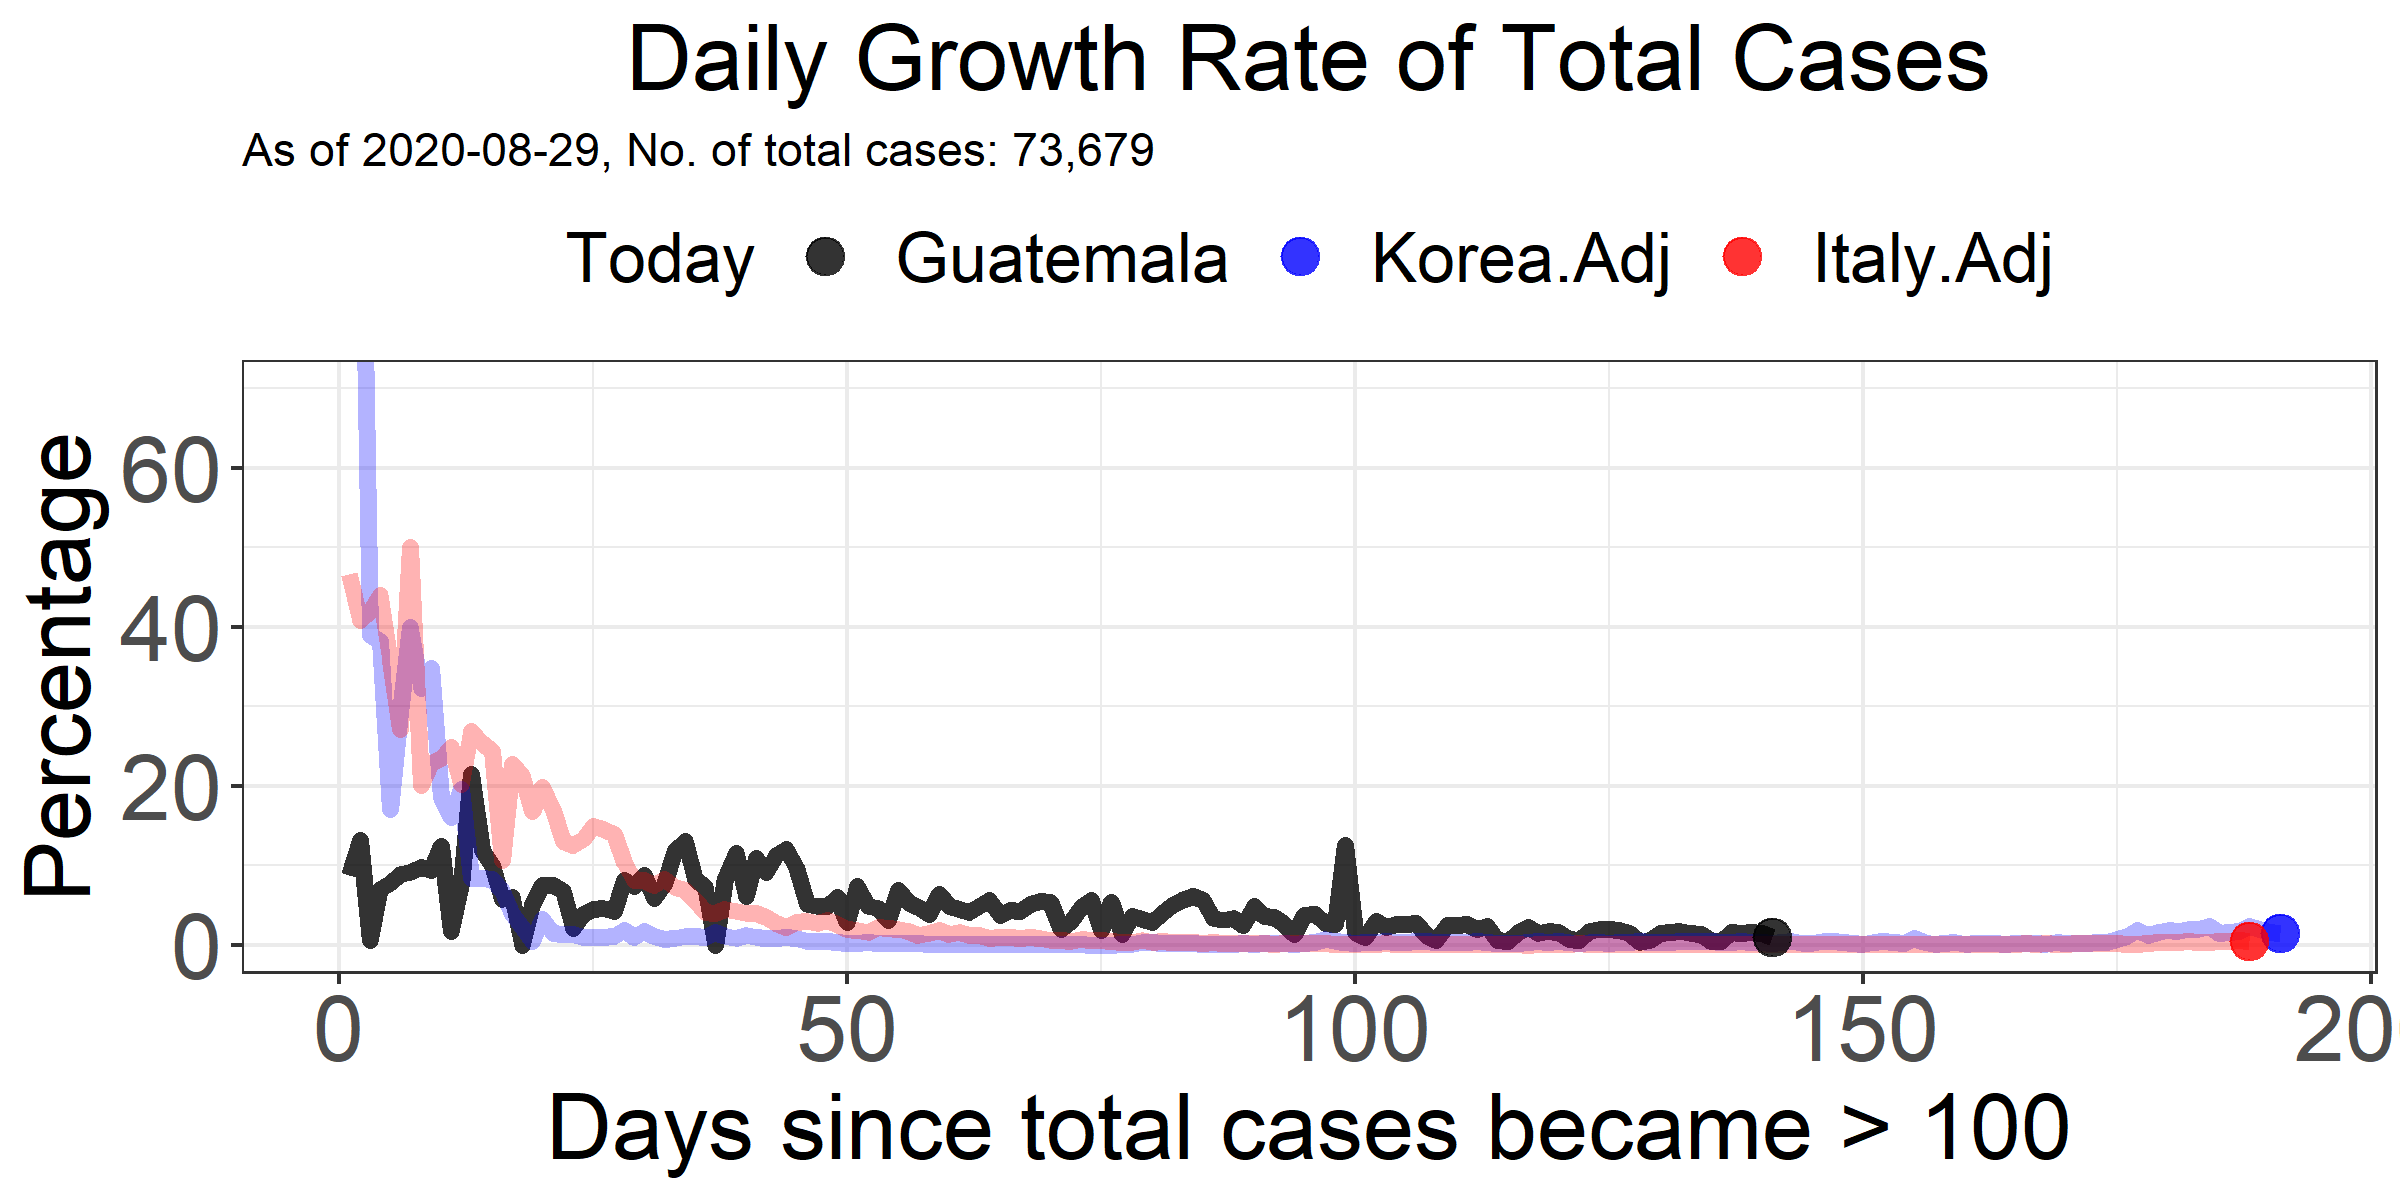 Daily Growth Rate of Total Cases
As of 2020-08-29, No. of total cases: 73,679
Today Guatemala Korea.Adj Italy.Adj
Percentage
60
40
20
0
0 50 100 150 20
Days since total cases became > 100